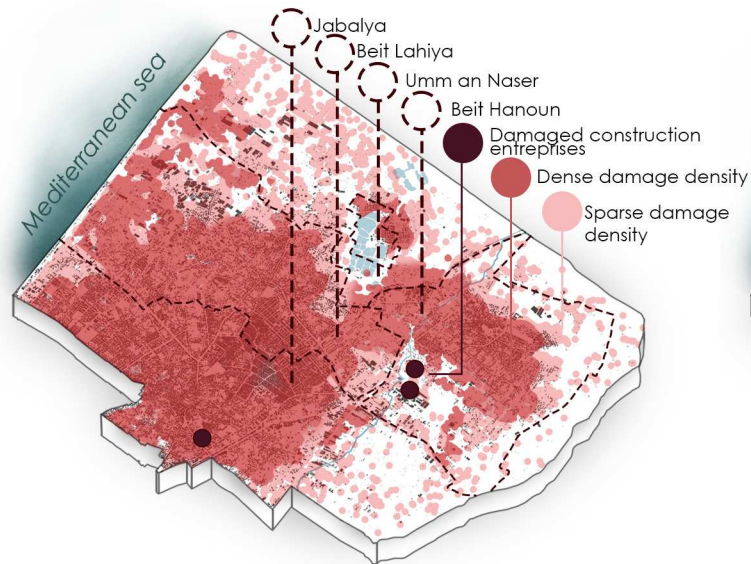 Jabalya
Beit Lahiya
Umm an Naser
Beit Hanoun
Damaged construction
entreprises
Dense damage density
Sparse damage
density
Mediterranean sea